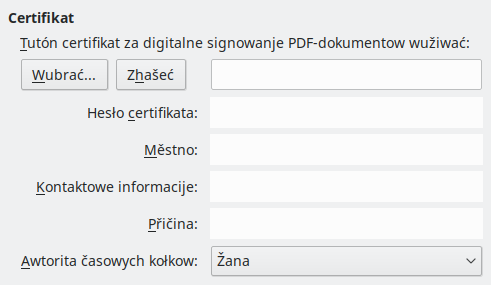 Certifikat
Tutón certifikat za digitalne signowanje PDF-dokumentow wužiwać:
Wubrać... Zhašeć
Hesło certifikata:
Městno:
Kontaktowe informacije:
Přičina:
Awtorita časowych kołkow: Žana